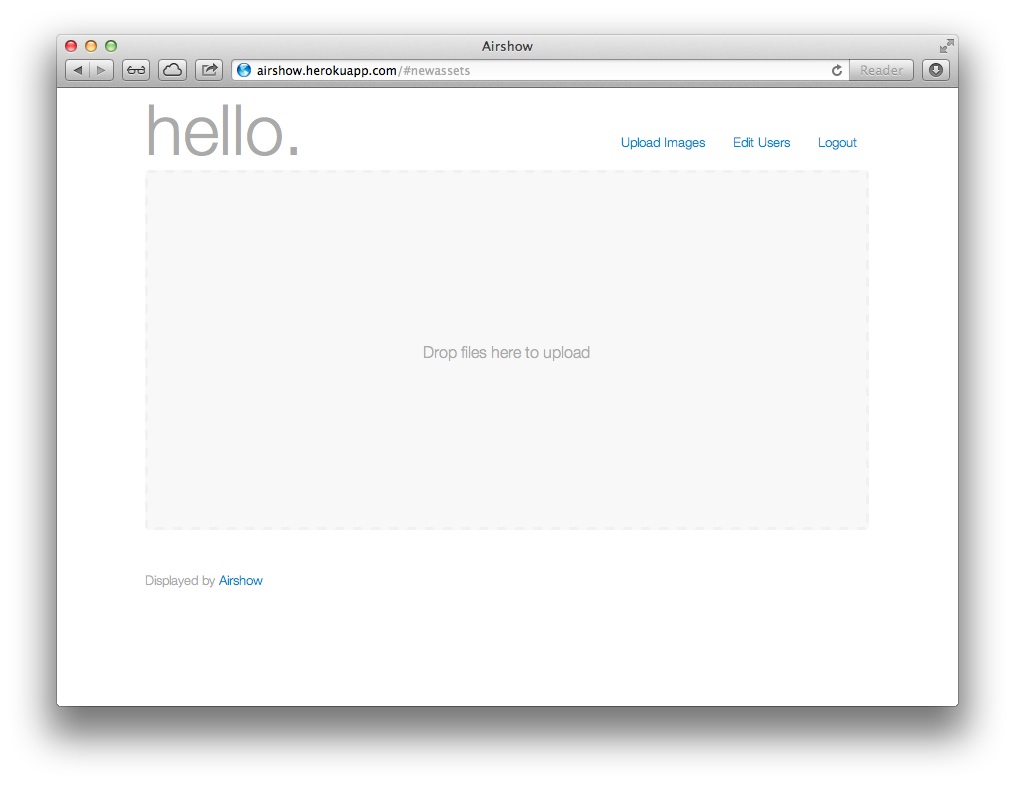 Airshow
airshow.herokuapp.com/#newassets
Reader
hello.
Upload Images Edit Users Logout
Drop files here to upload
Displayed by Airshow